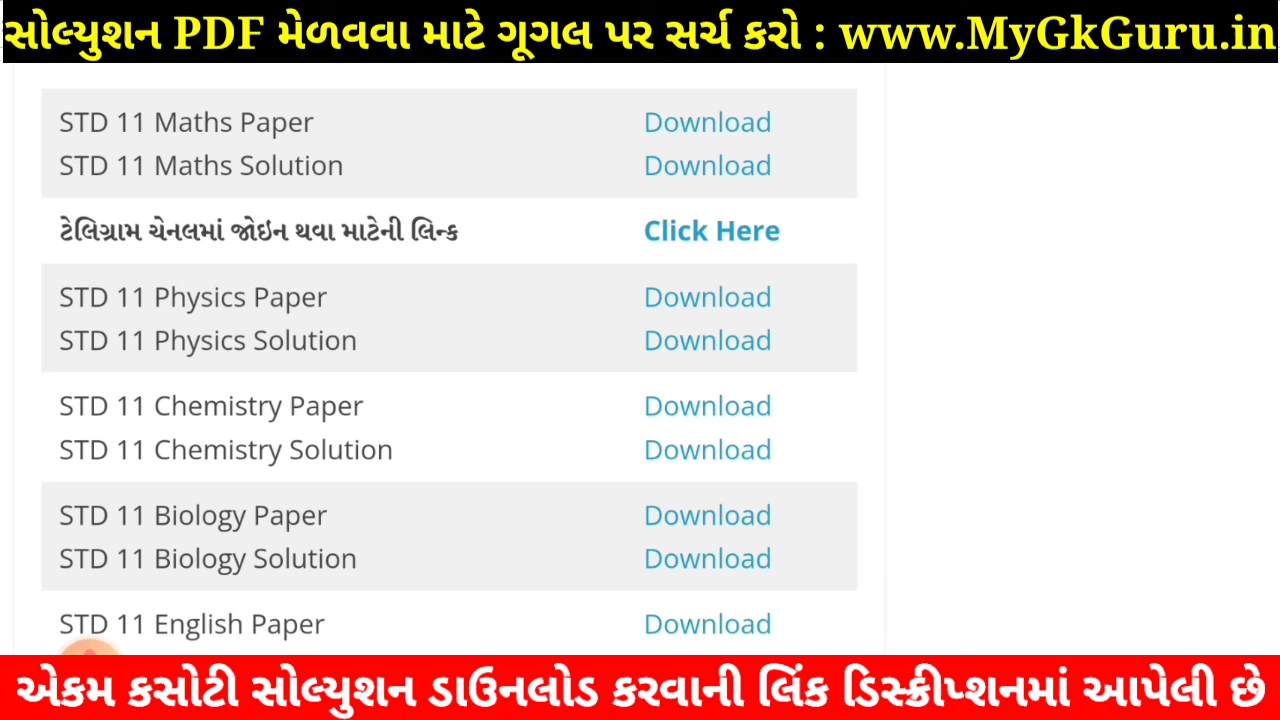 સોલ્યુશન PDF મેળવવા માટે ગૂગલ પર સર્ચ કરો : www.MyGkGuru.in
STD 11 Maths Paper Download
STD 11 Maths Solution Download
ટેલિગ્રામ ચેનલમાં જોઇન થવા માટેની લિન્ક Click Here
STD 11 Physics Paper Download
STD 11 Physics Solution Download
STD 11 Chemistry Paper Download
STD 11 Chemistry Solution Download
STD 11 Biology Paper Download
STD 11 Biology Solution Download
STD 11 English Paper Download
એકમ કસોટી સોલ્યુશન ડાઉનલોડ કરવાની લિંક ડિસ્ક્રીપ્શનમાં આપેલી છે